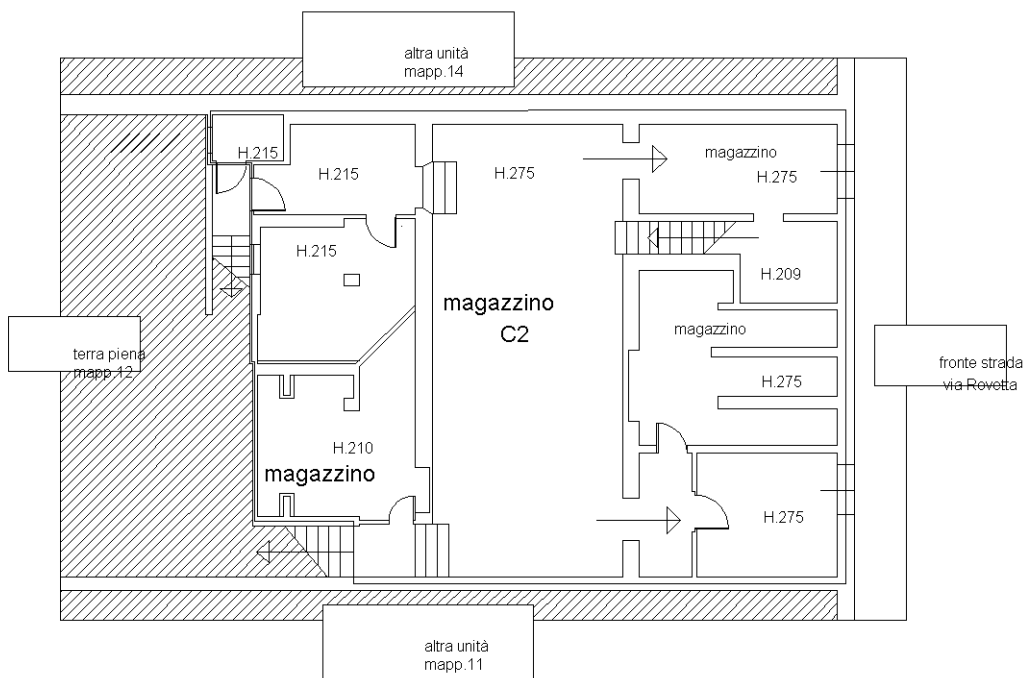 altra unità
mapp.14
H.215
H.215
H.275
magazzino
H.275
H.215
H.209
magazzino
C2
magazzino
terra piena
mapp.12
fronte strada
via Rovetta
H.275
H.210
magazzino
H.275
altra unità
mapp.11